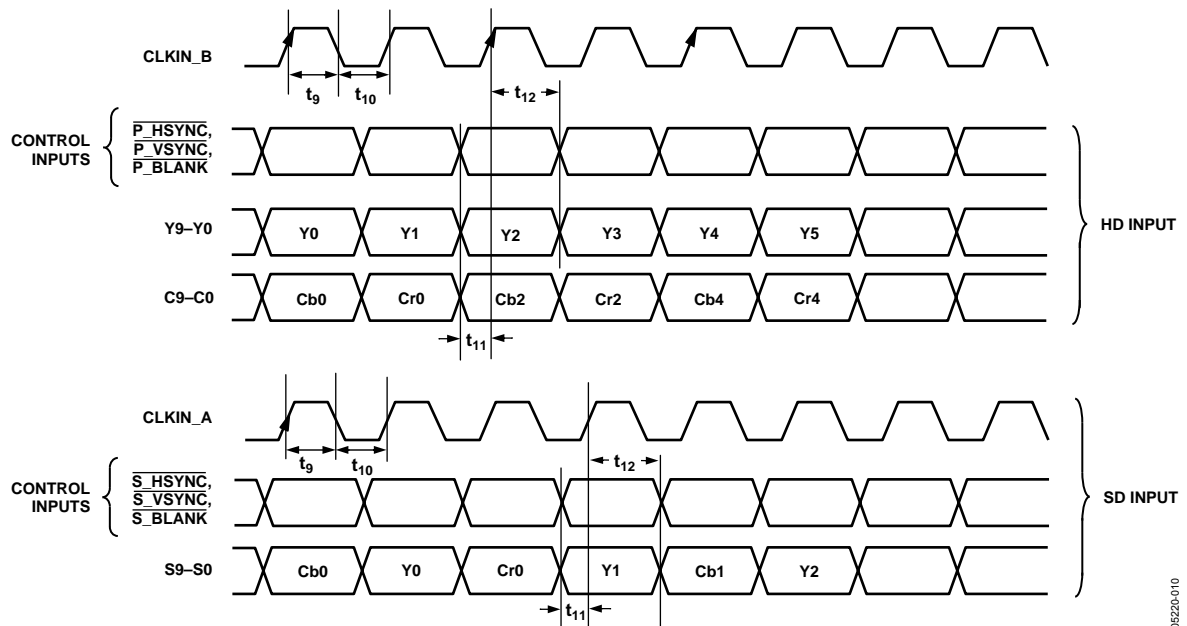 CLKIN_B
t9
t10
t12
CONTROL
INPUTS
P_HSYNC,
P_VSYNC,
P_BLANK
Y9–Y0
Y0
Y1
Y2
Y3
Y4
Y5
HD INPUT
C9–C0
Cb0
Cr0
Cb2
Cr2
Cb4
Cr4
t11
CLKIN_A
t9
t10
t12
CONTROL
INPUTS
S_HSYNC,
S_VSYNC,
S_BLANK
SD INPUT
S9–S0
Cb0
Y0
Cr0
Y1
Cb1
Y2
t11
05220-010